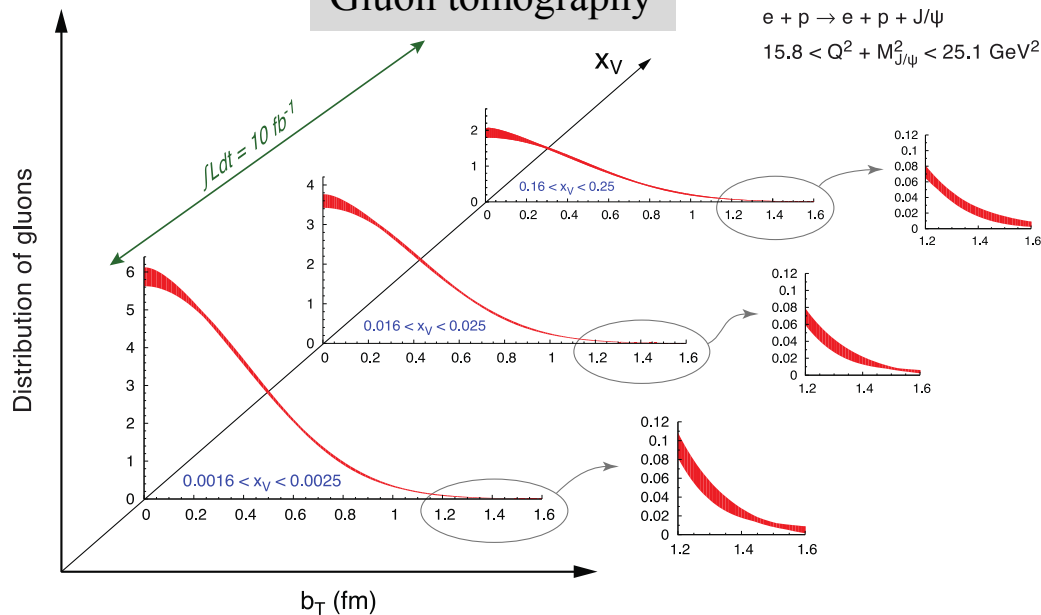 Gluon tomography
e + p → e + p + J/ψ
15.8 < Q² + M²J/ψ < 25.1 GeV²
xV
∫Ldt = 10 fb⁻¹
Distribution of gluons
2
1
0
0.16 < xV < 0.25
0 0.2 0.4 0.6 0.8 1 1.2 1.4 1.6
0.12
0.1
0.08
0.06
0.04
0.02
0
1.2 1.4 1.6
4
3
2
1
0
0.016 < xV < 0.025
0 0.2 0.4 0.6 0.8 1 1.2 1.4 1.6
0.12
0.1
0.08
0.06
0.04
0.02
0
1.2 1.4 1.6
6
5
4
3
2
1
0
0.0016 < xV < 0.0025
0 0.2 0.4 0.6 0.8 1 1.2 1.4 1.6
0.12
0.1
0.08
0.06
0.04
0.02
0
1.2 1.4 1.6
bT (fm)